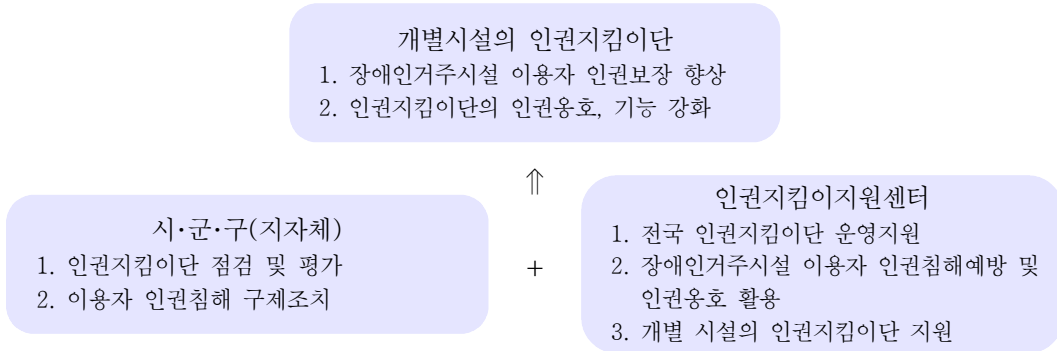 개별시설의 인권지킴이단
1. 장애인거주시설 이용자 인권보장 향상
2. 인권지킴이단의 인권옹호, 기능 강화
⇑
시·군·구(지자체)
1. 인권지킴이단 점검 및 평가
2. 이용자 인권침해 구제조치
+
인권지킴이지원센터
1. 전국 인권지킴이단 운영지원
2. 장애인거주시설 이용자 인권침해예방 및
인권옹호 활용
3. 개별 시설의 인권지킴이단 지원